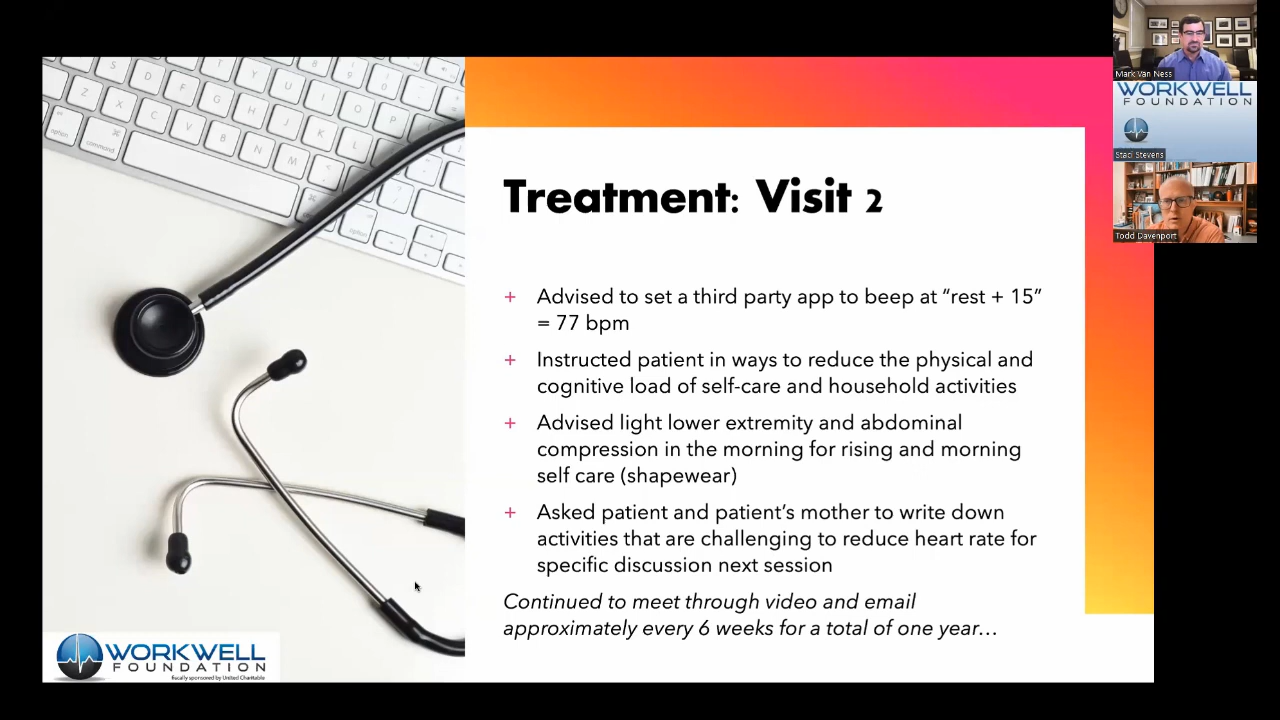 Treatment: Visit 2
+ Advised to set a third party app to beep at “rest + 15”
= 77 bpm
+ Instructed patient in ways to reduce the physical and
cognitive load of self-care and household activities
+ Advised light lower extremity and abdominal
compression in the morning for rising and morning
self care (shapewear)
+ Asked patient and patient’s mother to write down
activities that are challenging to reduce heart rate for
specific discussion next session
Continued to meet through video and email
approximately every 6 weeks for a total of one year…
WORKWELL
FOUNDATION
fiscally sponsored by United Charitable
Mark Van Ness
WORKWELL
FOUNDATION
Staci Stevens
Todd Davenport
option
command
option
S
D
F
G
H
Z
X
C
V
B
N
M